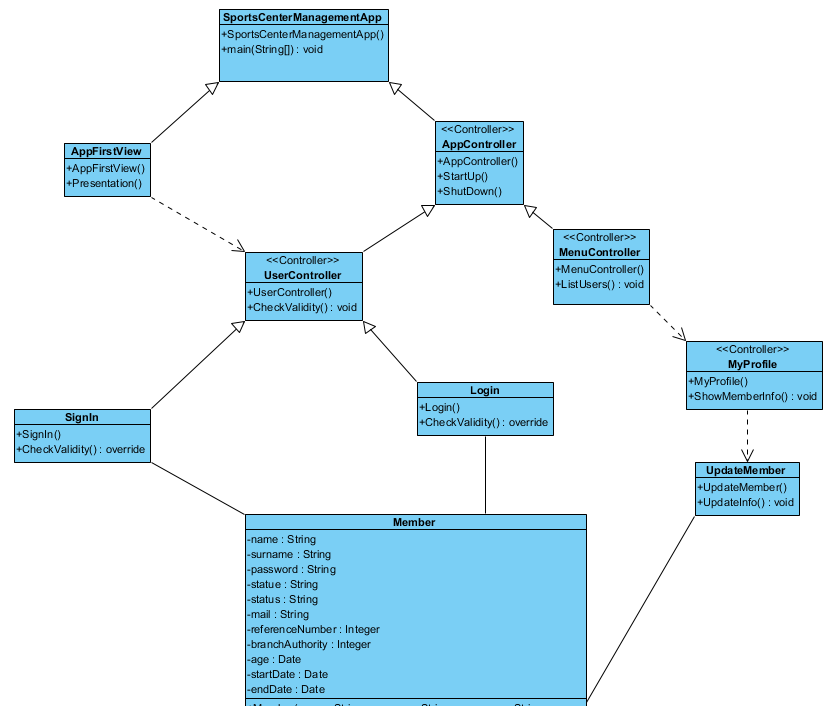 SportsCenterManagementApp
+SportsCenterManagementApp()
+main(String[]) : void
<<Controller>>
AppController
+AppController()
+StartUp()
+ShutDown()
AppFirstView
+AppFirstView()
+Presentation()
<<Controller>>
MenuController
+MenuController()
+ListUsers() : void
<<Controller>>
UserController
+UserController()
+CheckValidity() : void
<<Controller>>
MyProfile
+MyProfile()
+ShowMemberInfo() : void
Login
+Login()
+CheckValidity() : override
SignIn
+SignIn()
+CheckValidity() : override
UpdateMember
+UpdateMember()
+UpdateInfo() : void
Member
-name : String
-surname : String
-password : String
-statue : String
-status : String
-mail : String
-referenceNumber : Integer
-branchAuthority : Integer
-age : Date
-startDate : Date
-endDate : Date